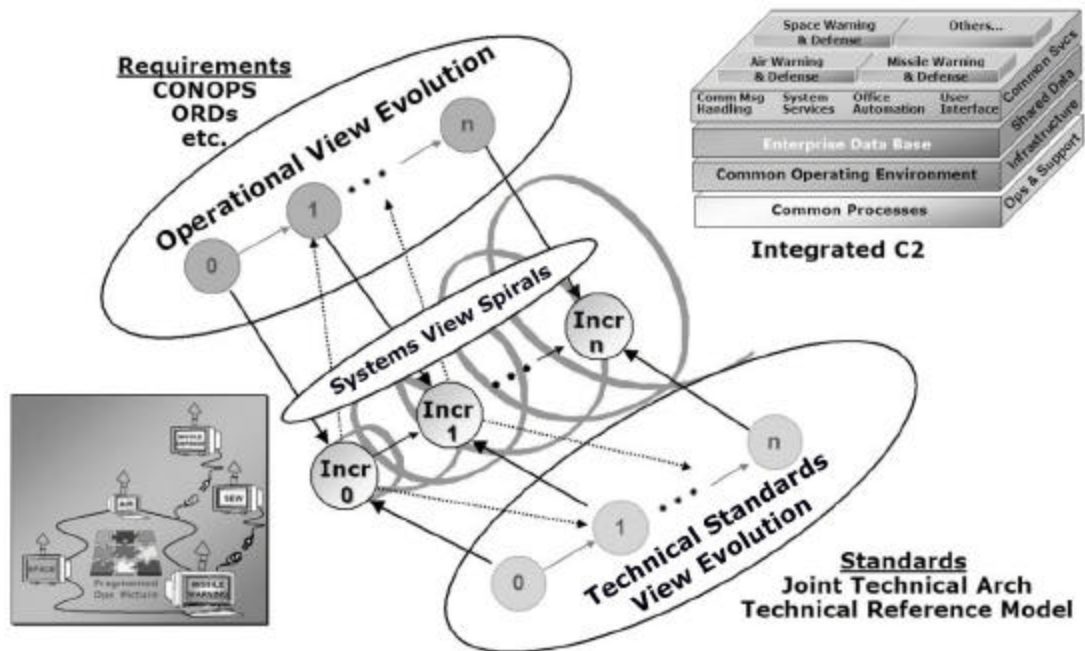 Requirements
CONOPS
ORDs
etc.
Operational View Evolution
0
1
n
Systems View Spirals
Incr
0
Incr
1
Incr
n
Technical Standards
View Evolution
0
1
n
Standards
Joint Technical Arch
Technical Reference Model
Space Warning
& Defense
Others...
Air Warning
& Defense
Missile Warning
& Defense
Comm Msg
Handling
System
Services
Office
Automation
User
Interface
Enterprise Data Base
Common Operating Environment
Common Processes
Common Svcs
Shared Data
Infrastructure
Ops & Support
Integrated C2
AIR
SEW
SPACE
MISSILE
WARNING
Fragmented
Ops Picture